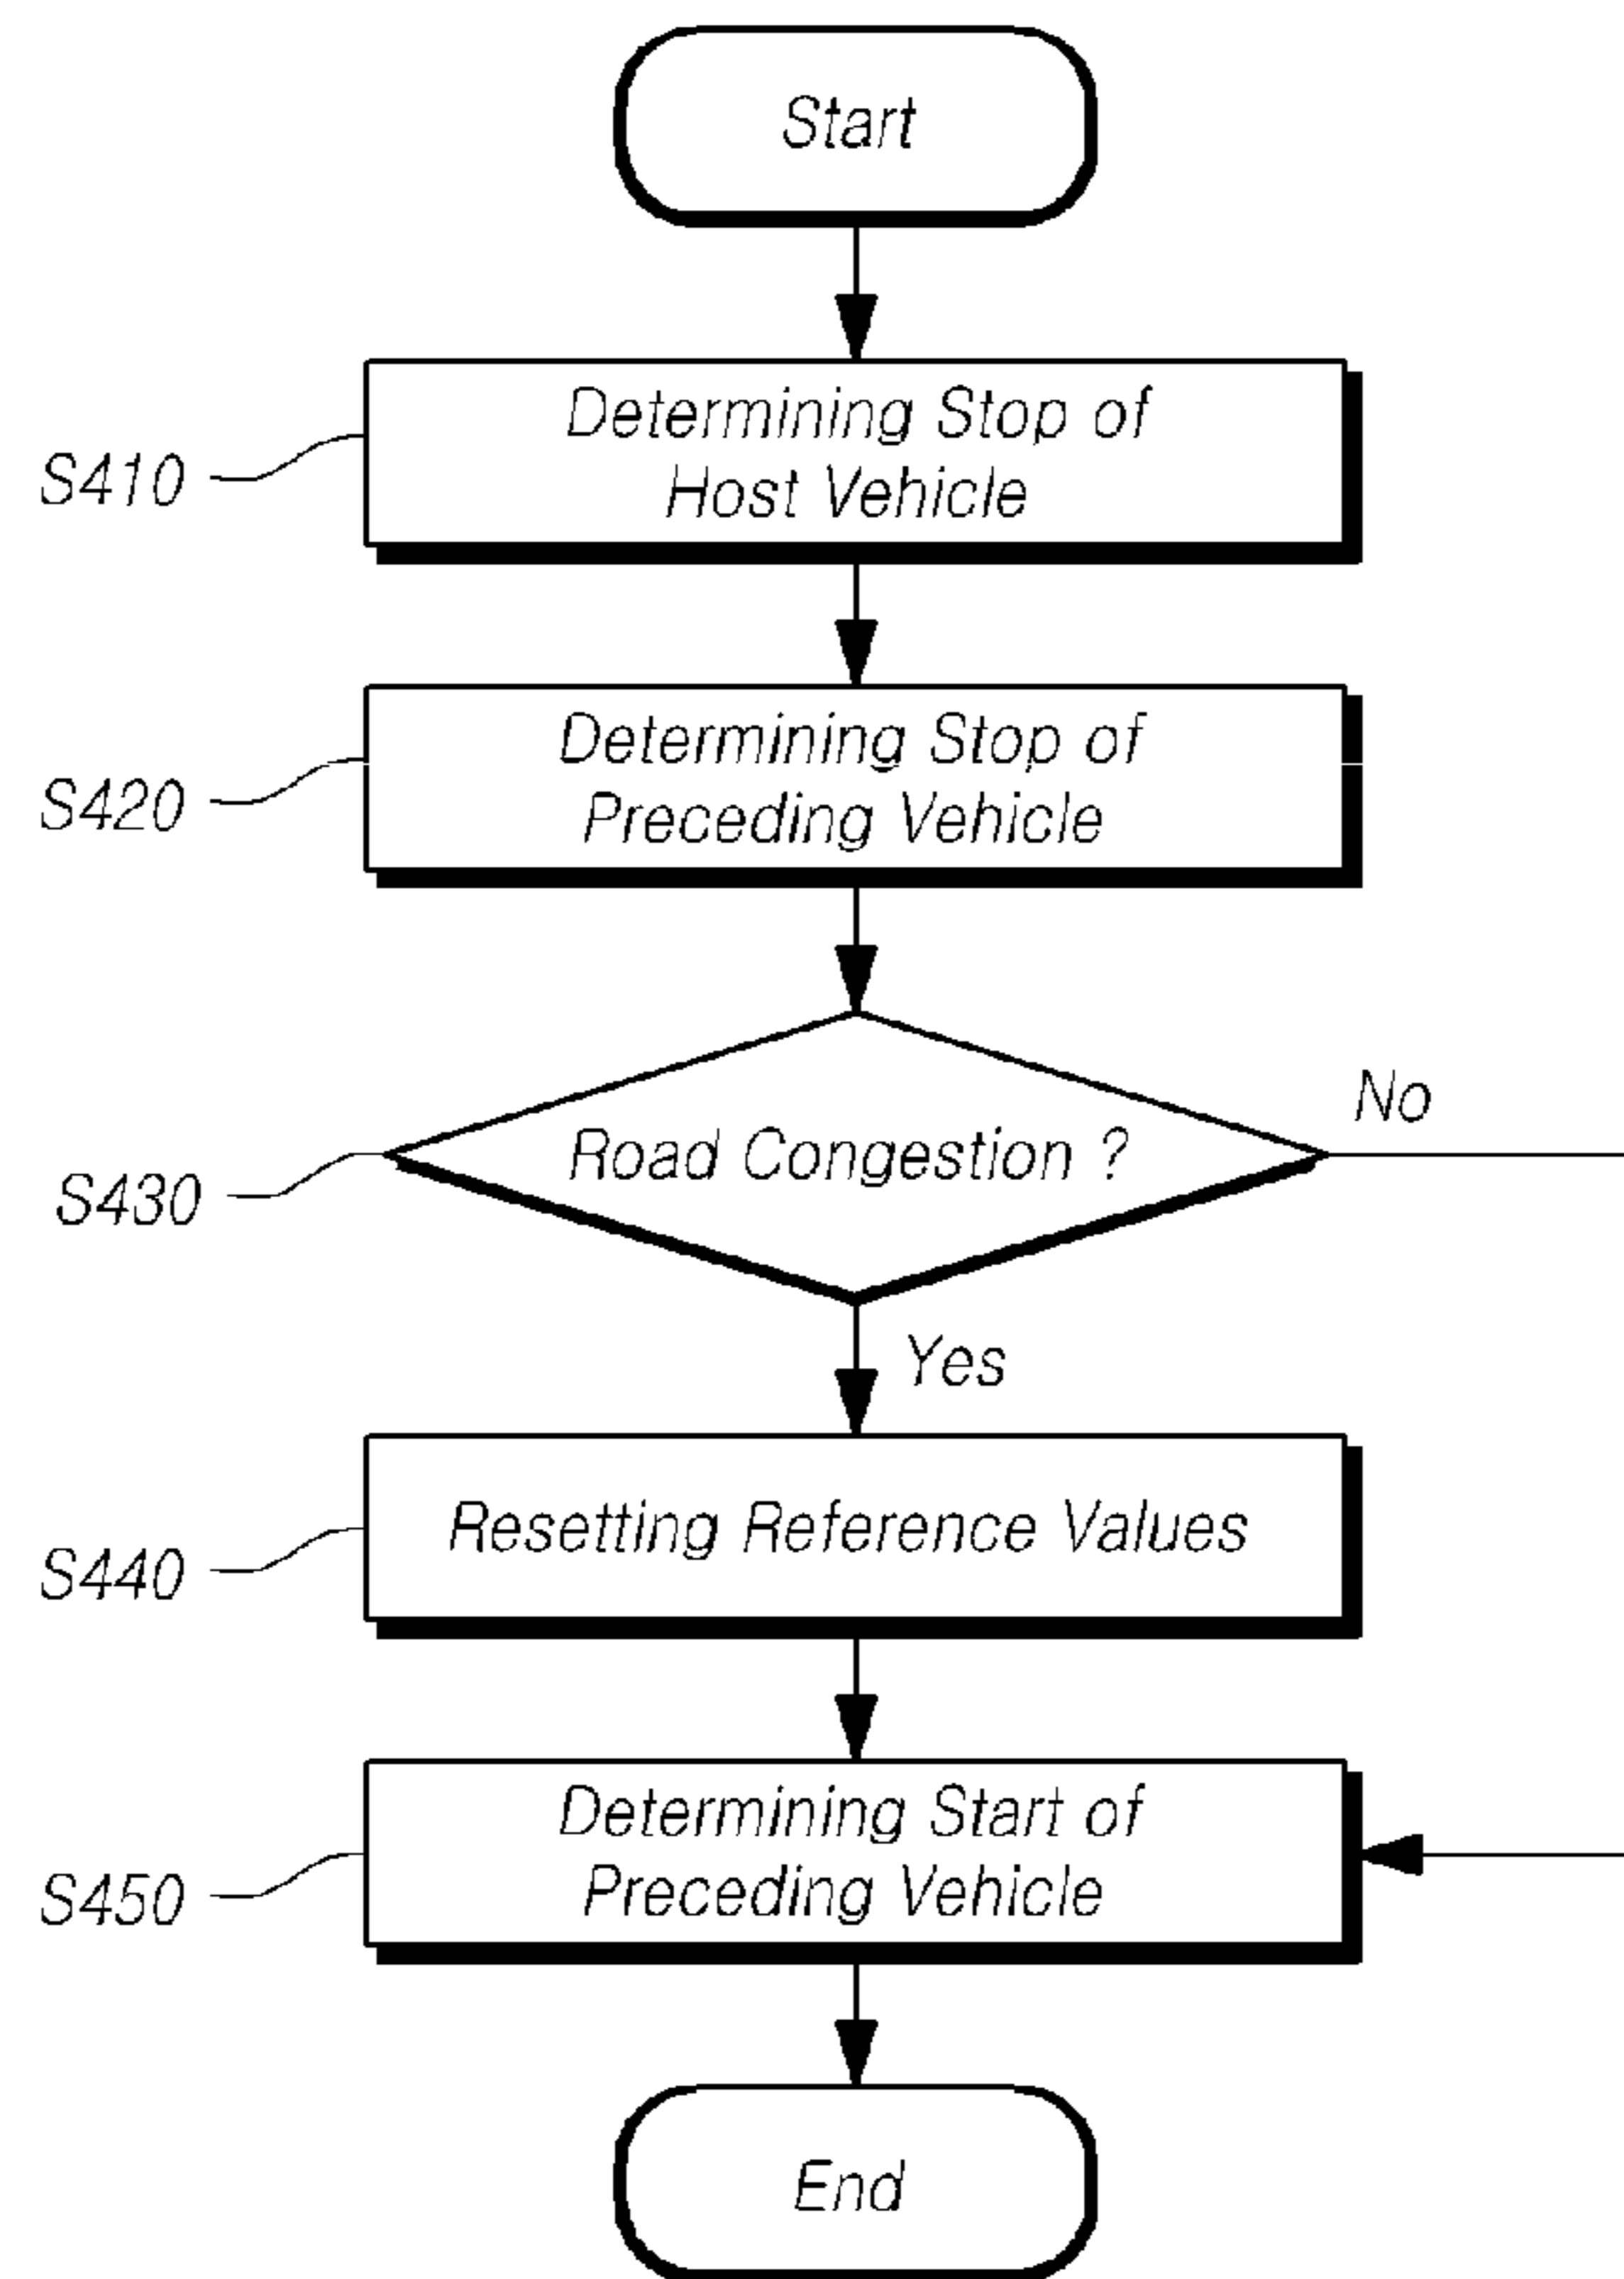 Start
Determining Stop of
Host Vehicle
S410
Determining Stop of
Preceding Vehicle
S420
No
Road Congestion ?
S430
Yes
Resetting Reference Values
S440
Determining Start of
Preceding Vehicle
S450
End